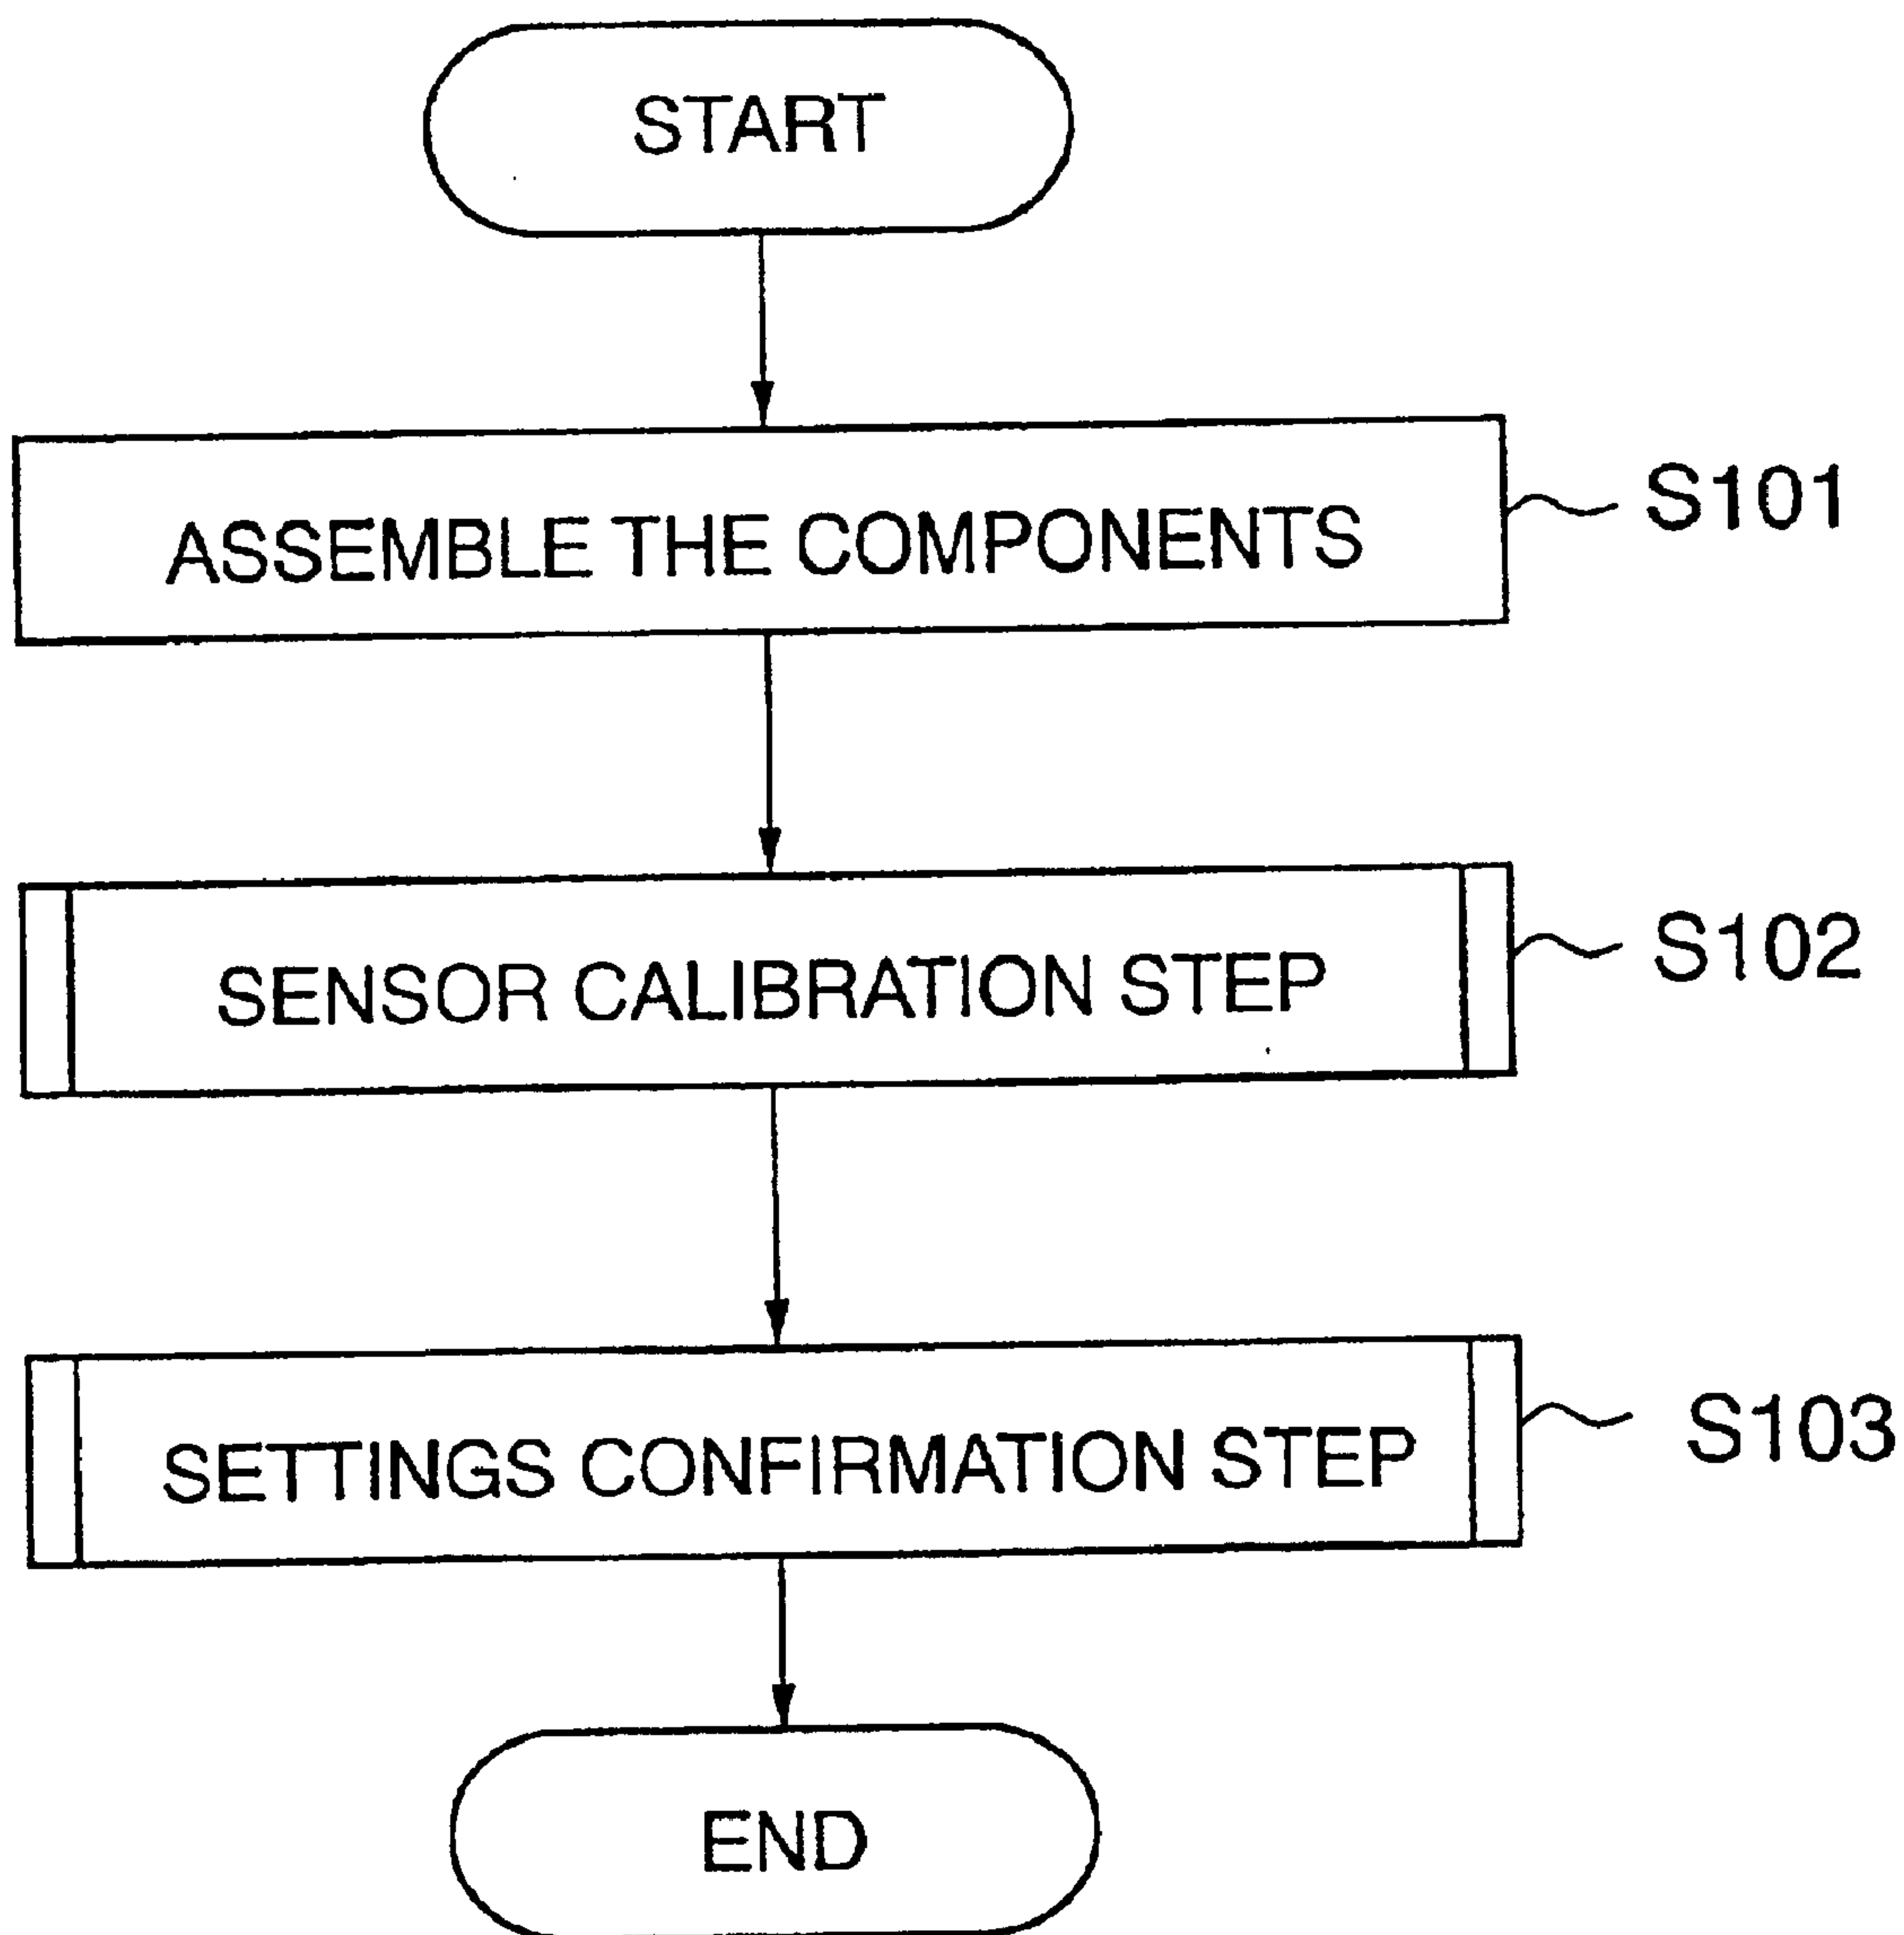 START
ASSEMBLE THE COMPONENTS
S101
SENSOR CALIBRATION STEP
S102
SETTINGS CONFIRMATION STEP
S103
END